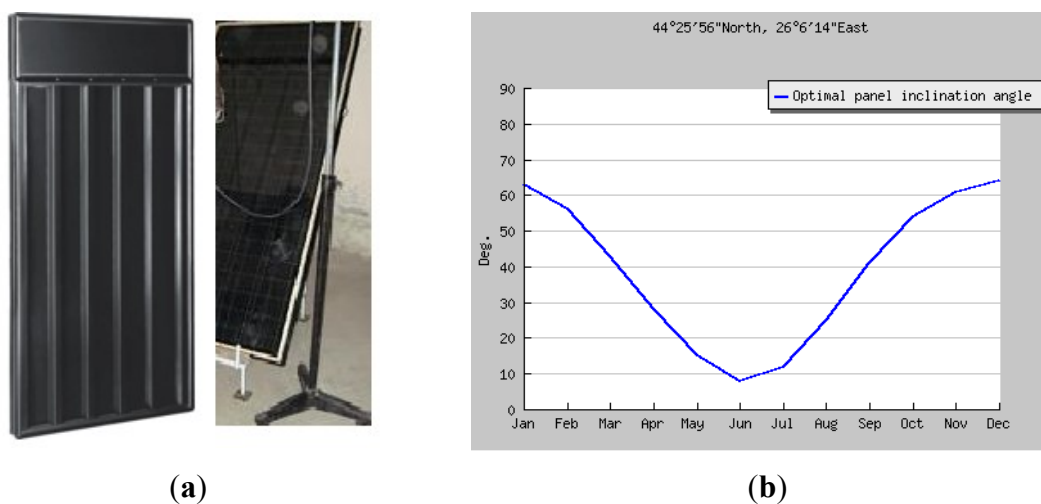 44°25′56"North, 26°6′14"East
Optimal panel inclination angle
90
80
70
60
50
40
30
20
10
0
Deg.
Jan Feb Mar Apr May Jun Jul Aug Sep Oct Nov Dec
(a)
(b)